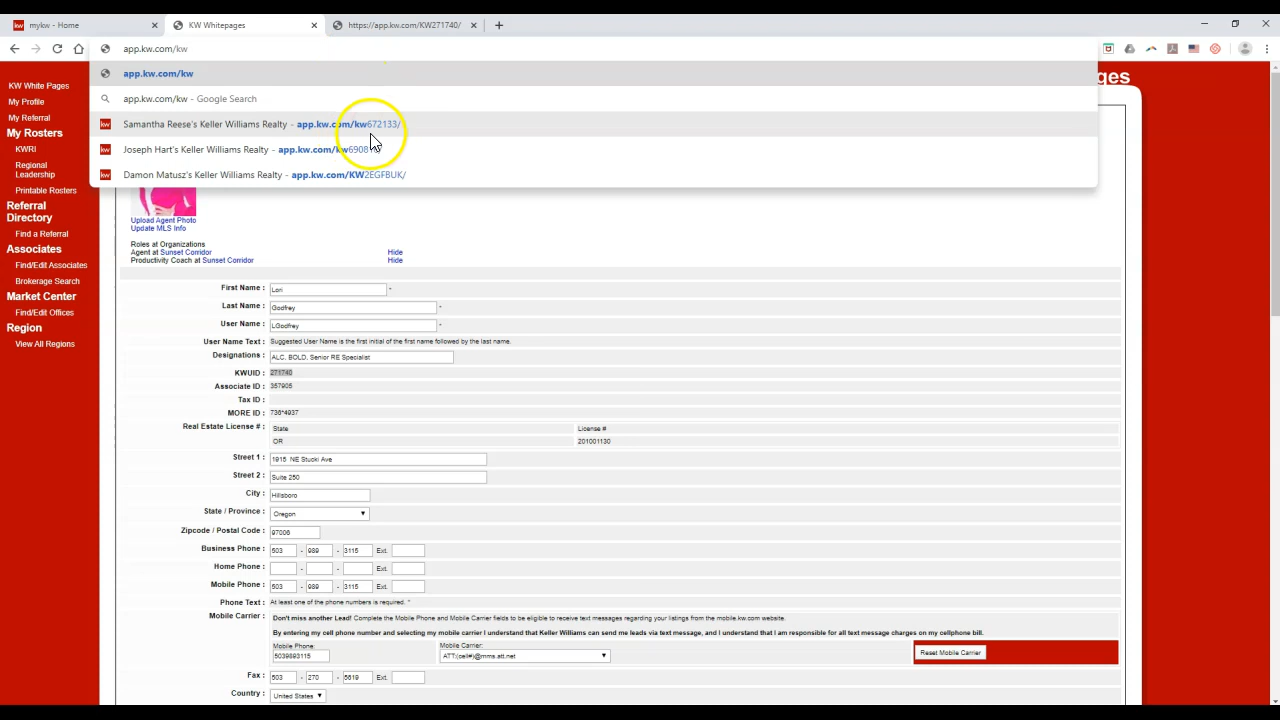 mykw - Home
KW Whitepages
https://app.kw.com/KW271740/
app.kw.com/kw
app.kw.com/kw
app.kw.com/kw - Google Search
Samantha Reese's Keller Williams Realty - app.kw.com/kw672133/
Joseph Hart's Keller Williams Realty - app.kw.com/kw6908
Damon Matusz's Keller Williams Realty - app.kw.com/KW2EGFBUK/
ges
KW White Pages
My Profile
My Referral
My Rosters
KWRI
Regional
Leadership
Printable Rosters
Referral
Directory
Find a Referral
Associates
Find/Edit Associates
Brokerage Search
Market Center
Find/Edit Offices
Region
View All Regions
Upload Agent Photo
Update MLS Info
Roles at Organizations
Agent at Sunset Corridor Hide
Productivity Coach at Sunset Corridor Hide
First Name : Lori *
Last Name : Godfrey *
User Name : LGodfrey *
User Name Text : Suggested User Name is the first initial of the first name followed by the last name.
Designations : ALC, BOLD, Senior RE Specialist
KWUID : 271740
Associate ID : 357905
Tax ID :
MORE ID : 736*4937
Real Estate License # : State License #
OR 201001130
Street 1 : 1915 NE Stucki Ave
Street 2 : Suite 250
City : Hillsboro
State / Province : Oregon
Zipcode / Postal Code : 97006
Business Phone : 503 - 989 - 3115 Ext.
Home Phone : - - Ext.
Mobile Phone : 503 - 989 - 3115 Ext.
Phone Text : At least one of the phone numbers is required. *
Mobile Carrier : Don't miss another Lead! Complete the Mobile Phone and Mobile Carrier fields to be eligible to receive text messages regarding your listings from the mobile.kw.com website.
By entering my cell phone number and selecting my mobile carrier I understand that Keller Williams can send me leads via text message, and I understand that I am responsible for all text message charges on my cellphone bill.
Mobile Phone: Mobile Carrier:
5039893115 ATT:(cell#)@mms.att.net Reset Mobile Carrier
Fax : 503 - 270 - 5619 Ext.
Country : United States